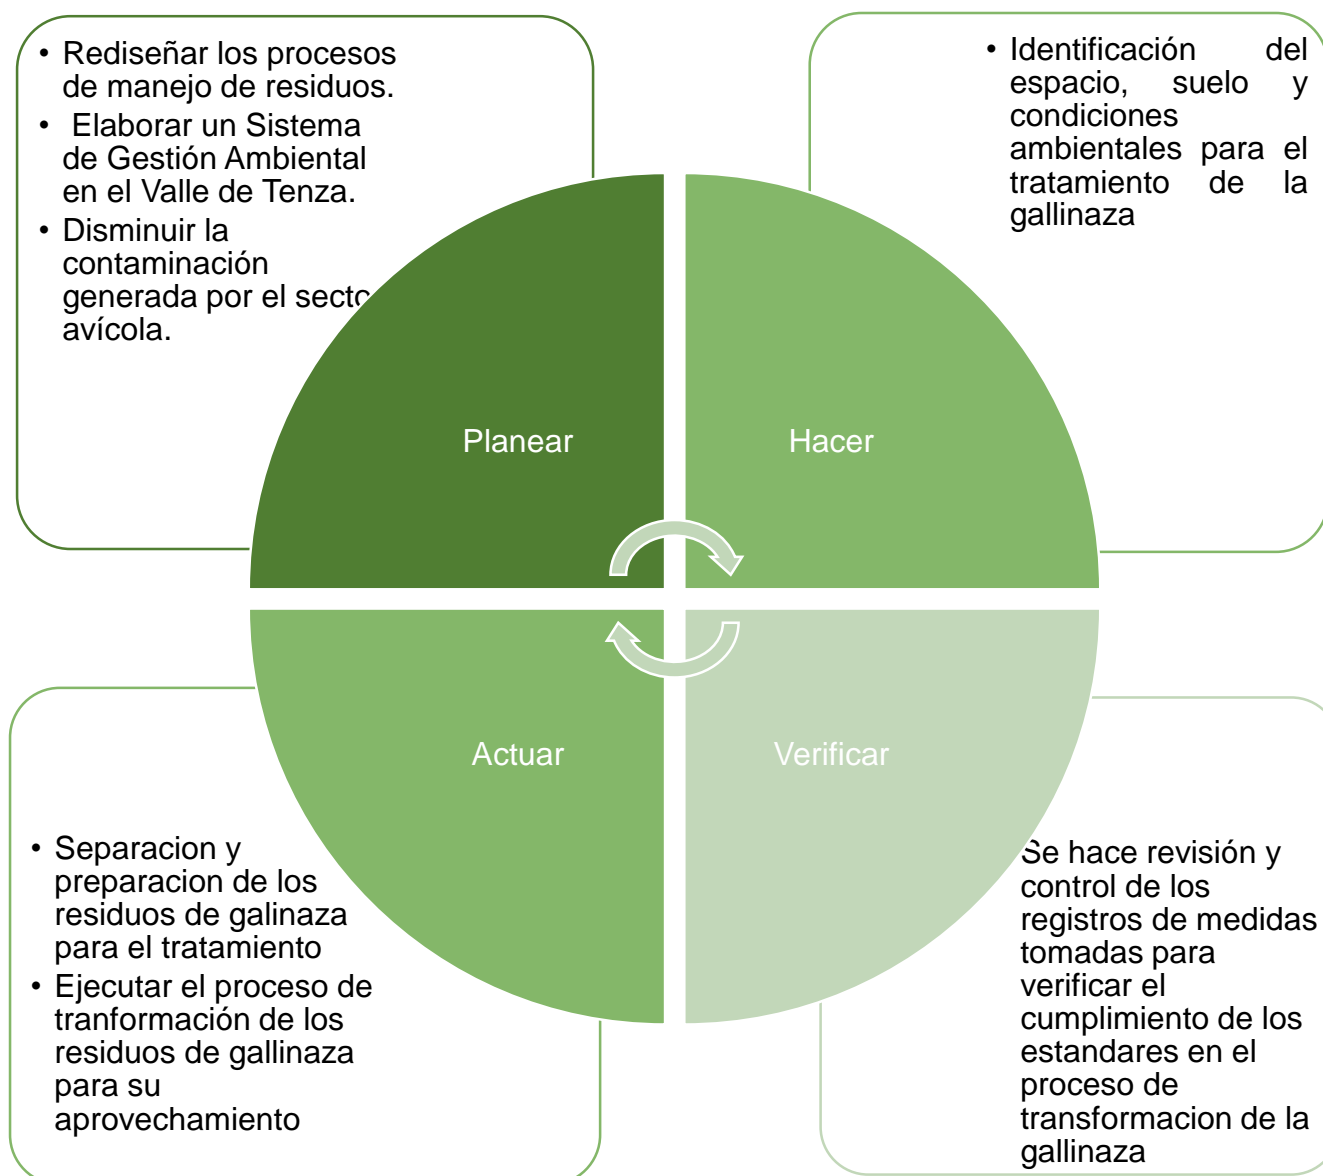 • Rediseñar los procesos
de manejo de residuos.
• Elaborar un Sistema
de Gestión Ambiental
en el Valle de Tenza.
• Disminuir la
contaminación
generada por el secto
avícola.
• Identificación del
espacio, suelo y
condiciones
ambientales para el
tratamiento de la
gallinaza
Planear
Hacer
Actuar
Verificar
• Separacion y
preparacion de los
residuos de galinaza
para el tratamiento
• Ejecutar el proceso de
tranformación de los
residuos de gallinaza
para su
aprovechamiento
Se hace revisión y
control de los
registros de medidas
tomadas para
verificar el
cumplimiento de los
estandares en el
proceso de
transformacion de la
gallinaza